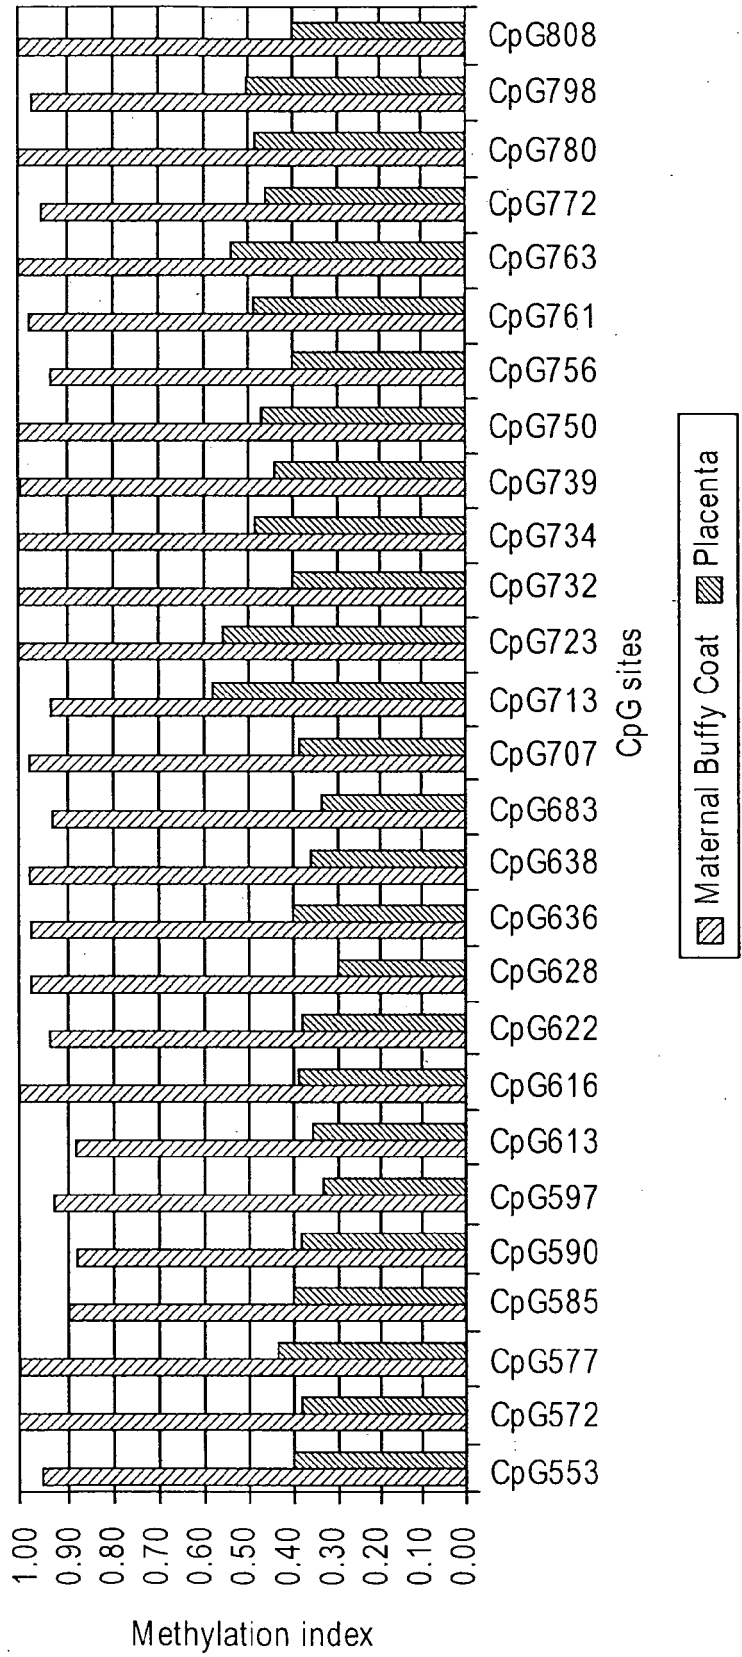 CpG808
CpG798
CpG780
CpG772
CpG763
CpG761
CpG756
CpG750
CpG739
CpG734
CpG732
CpG723
CpG713
CpG707
CpG683
CpG638
CpG636
CpG628
CpG622
CpG616
CpG613
CpG597
CpG590
CpG585
CpG577
CpG572
CpG553
CpG sites
Maternal Buffy Coat
Placenta
1.00
0.90
0.80
0.70
0.60
0.50
0.40
0.30
0.20
0.10
0.00
Methylation index